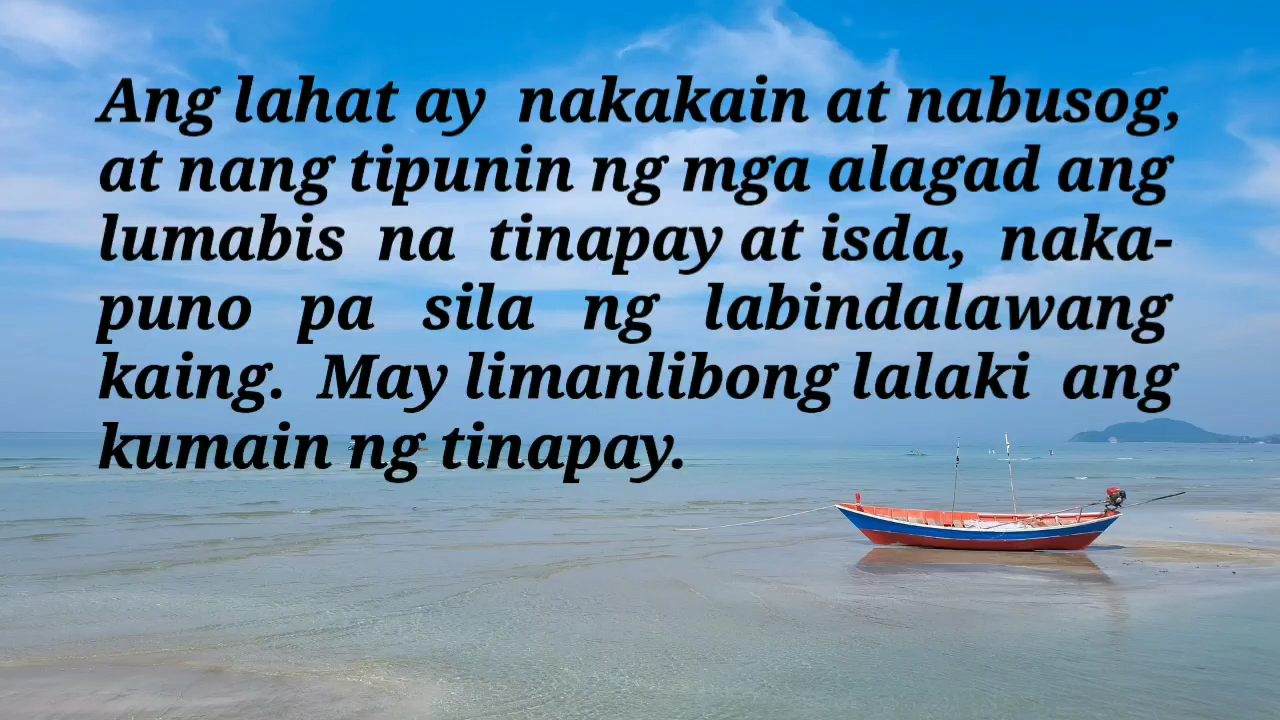 Ang lahat ay nakakain at nabusog,
at nang tipunin ng mga alagad ang
lumabis na tinapay at isda, naka-
puno pa sila ng labindalawang
kaing. May limanlibong lalaki ang
kumain ng tinapay.